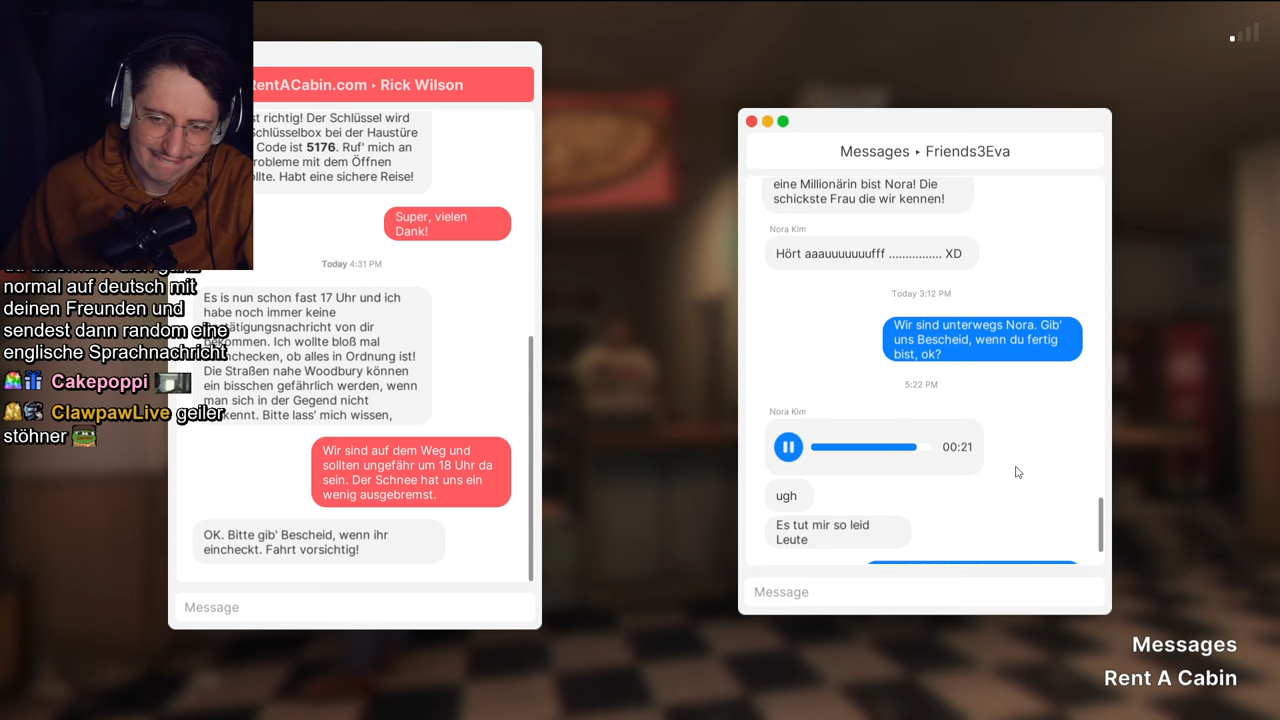 RentACabin.com ▸ Rick Wilson
st richtig! Der Schlüssel wird
Schlüsselbox bei der Haustüre
Code ist 5176. Ruf' mich an
robleme mit dem Öffnen
ollte. Habt eine sichere Reise!
Super, vielen
Dank!
Today 4:31 PM
Es ist nun schon fast 17 Uhr und ich
habe noch immer keine
kommen. Ich wollte bloß mal
checken, ob alles in Ordnung ist!
Die Straßen nahe Woodbury können
ein bisschen gefährlich werden, wenn
man sich in der Gegend nicht
kennt. Bitte lass' mich wissen,
Wir sind auf dem Weg und
sollten ungefähr um 18 Uhr da
sein. Der Schnee hat uns ein
wenig ausgebremst.
OK. Bitte gib' Bescheid, wenn ihr
eincheckt. Fahrt vorsichtig!
Message
normal auf deutsch mit
deinen Freunden und
sendest dann random eine
englische Sprachnachricht
Cakepoppi
ClawpawLive geiler
stöhner
Messages ▸ Friends3Eva
eine Millionärin bist Nora! Die
schickste Frau die wir kennen!
Nora Kim
Hört aaauuuuuuufff ................ XD
Today 3:12 PM
Wir sind unterwegs Nora. Gib'
uns Bescheid, wenn du fertig
bist, ok?
5:22 PM
Nora Kim
00:21
ugh
Es tut mir so leid
Leute
Message
Messages
Rent A Cabin